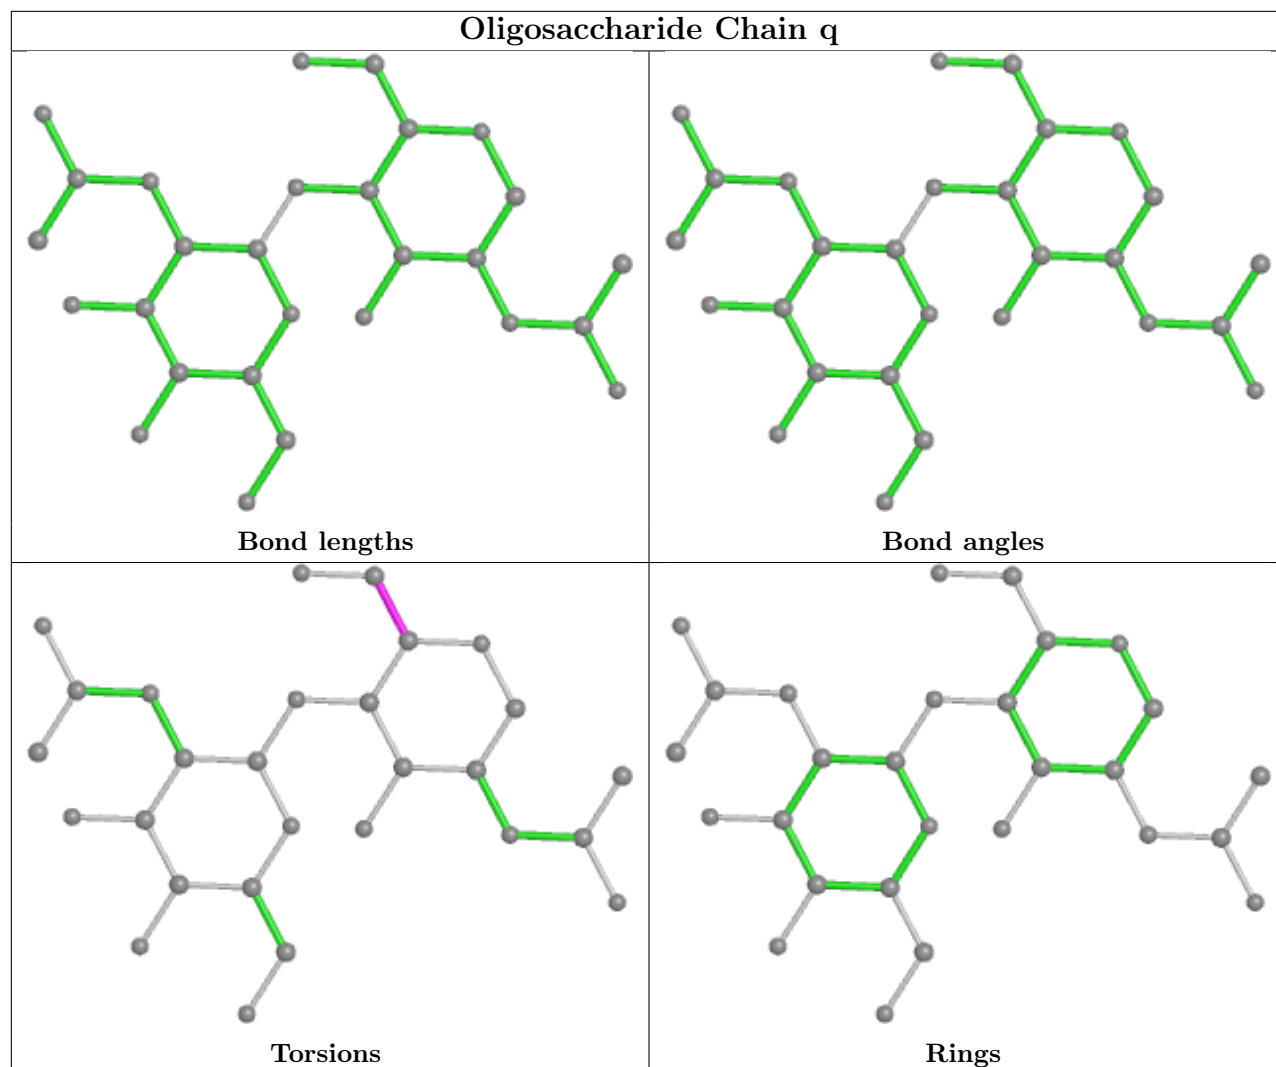 Oligosaccharide Chain q
Bond lengths
Bond angles
Torsions
Rings